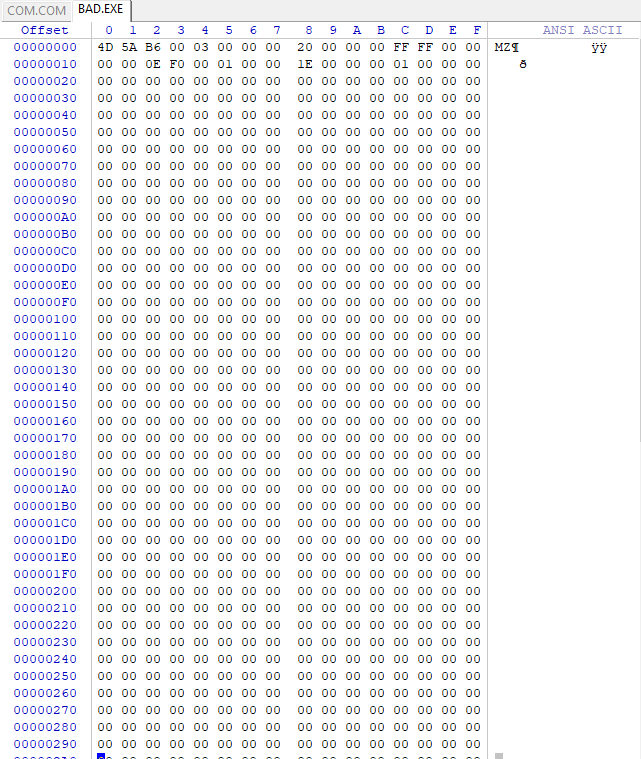 COM.COM BAD.EXE
Offset 0 1 2 3 4 5 6 7 8 9 A B C D E F ANSI ASCII
00000000 4D 5A B6 00 03 00 00 00 20 00 00 00 FF FF 00 00 MZ¶ ÿÿ
00000010 00 00 0E F0 00 01 00 00 1E 00 00 00 01 00 00 00 ð
00000020 00 00 00 00 00 00 00 00 00 00 00 00 00 00 00 00
00000030 00 00 00 00 00 00 00 00 00 00 00 00 00 00 00 00
00000040 00 00 00 00 00 00 00 00 00 00 00 00 00 00 00 00
00000050 00 00 00 00 00 00 00 00 00 00 00 00 00 00 00 00
00000060 00 00 00 00 00 00 00 00 00 00 00 00 00 00 00 00
00000070 00 00 00 00 00 00 00 00 00 00 00 00 00 00 00 00
00000080 00 00 00 00 00 00 00 00 00 00 00 00 00 00 00 00
00000090 00 00 00 00 00 00 00 00 00 00 00 00 00 00 00 00
000000A0 00 00 00 00 00 00 00 00 00 00 00 00 00 00 00 00
000000B0 00 00 00 00 00 00 00 00 00 00 00 00 00 00 00 00
000000C0 00 00 00 00 00 00 00 00 00 00 00 00 00 00 00 00
000000D0 00 00 00 00 00 00 00 00 00 00 00 00 00 00 00 00
000000E0 00 00 00 00 00 00 00 00 00 00 00 00 00 00 00 00
000000F0 00 00 00 00 00 00 00 00 00 00 00 00 00 00 00 00
00000100 00 00 00 00 00 00 00 00 00 00 00 00 00 00 00 00
00000110 00 00 00 00 00 00 00 00 00 00 00 00 00 00 00 00
00000120 00 00 00 00 00 00 00 00 00 00 00 00 00 00 00 00
00000130 00 00 00 00 00 00 00 00 00 00 00 00 00 00 00 00
00000140 00 00 00 00 00 00 00 00 00 00 00 00 00 00 00 00
00000150 00 00 00 00 00 00 00 00 00 00 00 00 00 00 00 00
00000160 00 00 00 00 00 00 00 00 00 00 00 00 00 00 00 00
00000170 00 00 00 00 00 00 00 00 00 00 00 00 00 00 00 00
00000180 00 00 00 00 00 00 00 00 00 00 00 00 00 00 00 00
00000190 00 00 00 00 00 00 00 00 00 00 00 00 00 00 00 00
000001A0 00 00 00 00 00 00 00 00 00 00 00 00 00 00 00 00
000001B0 00 00 00 00 00 00 00 00 00 00 00 00 00 00 00 00
000001C0 00 00 00 00 00 00 00 00 00 00 00 00 00 00 00 00
000001D0 00 00 00 00 00 00 00 00 00 00 00 00 00 00 00 00
000001E0 00 00 00 00 00 00 00 00 00 00 00 00 00 00 00 00
000001F0 00 00 00 00 00 00 00 00 00 00 00 00 00 00 00 00
00000200 00 00 00 00 00 00 00 00 00 00 00 00 00 00 00 00
00000210 00 00 00 00 00 00 00 00 00 00 00 00 00 00 00 00
00000220 00 00 00 00 00 00 00 00 00 00 00 00 00 00 00 00
00000230 00 00 00 00 00 00 00 00 00 00 00 00 00 00 00 00
00000240 00 00 00 00 00 00 00 00 00 00 00 00 00 00 00 00
00000250 00 00 00 00 00 00 00 00 00 00 00 00 00 00 00 00
00000260 00 00 00 00 00 00 00 00 00 00 00 00 00 00 00 00
00000270 00 00 00 00 00 00 00 00 00 00 00 00 00 00 00 00
00000280 00 00 00 00 00 00 00 00 00 00 00 00 00 00 00 00
00000290 00 00 00 00 00 00 00 00 00 00 00 00 00 00 00 00